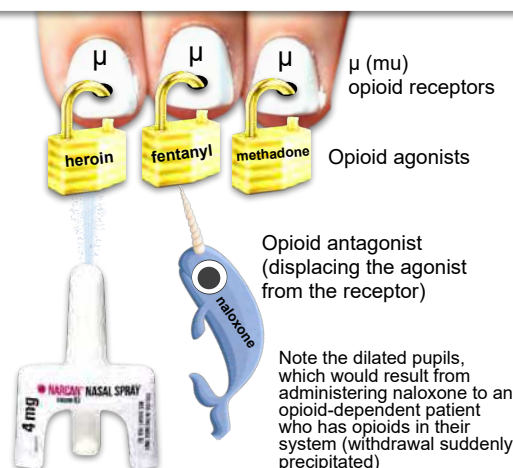 μ μ μ
μ (mu)
opioid receptors
heroin fentanyl methadone
Opioid agonists
Opioid antagonist
(displacing the agonist
from the receptor)
naloxone
NARCAN NASAL SPRAY
4 mg
Note the dilated pupils,
which would result from
administering naloxone to an
opioid-dependent patient
who has opioids in their
system (withdrawal suddenly
precipitated)